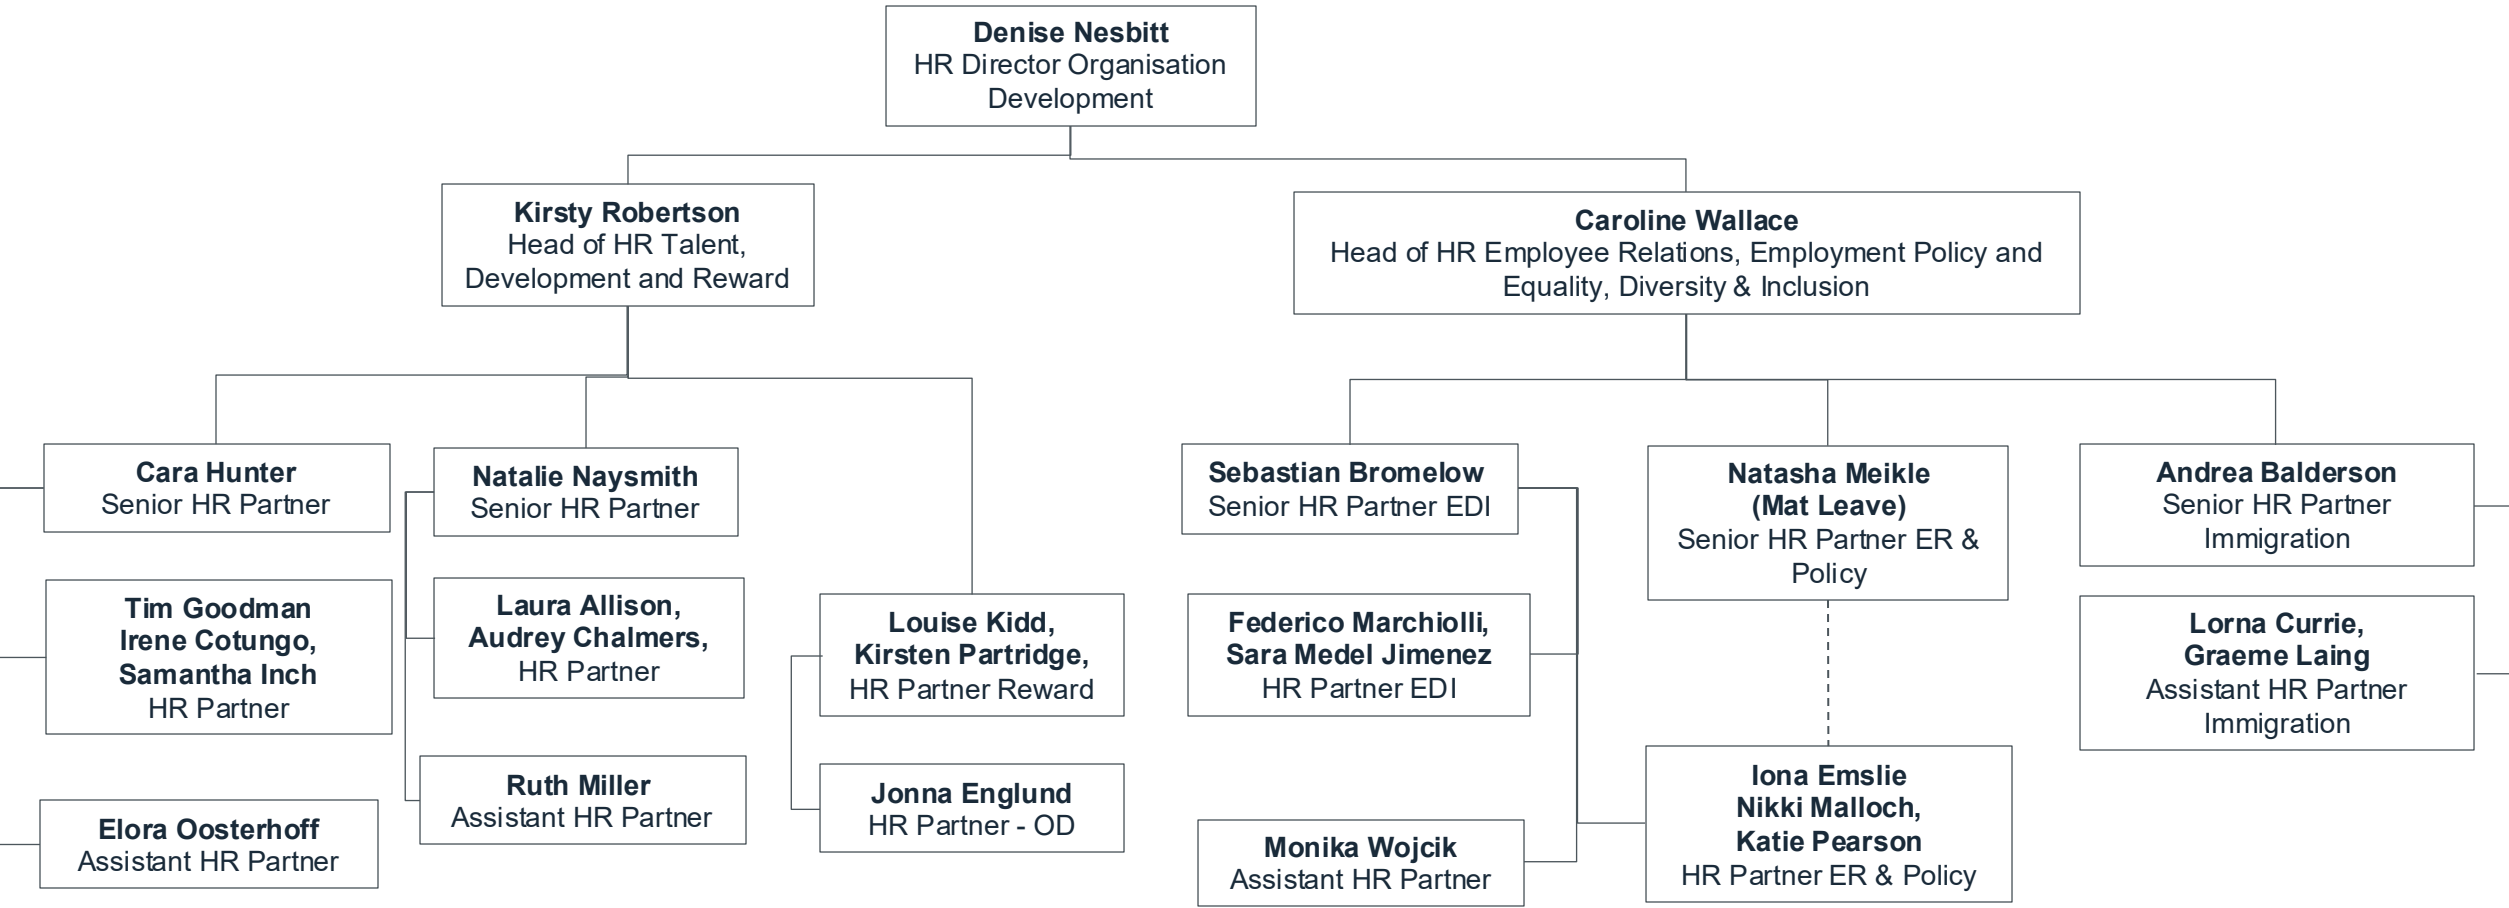 Denise Nesbitt
HR Director Organisation
Development
Kirsty Robertson
Head of HR Talent,
Development and Reward
Caroline Wallace
Head of HR Employee Relations, Employment Policy and
Equality, Diversity & Inclusion
Cara Hunter
Senior HR Partner
Natalie Naysmith
Senior HR Partner
Sebastian Bromelow
Senior HR Partner EDI
Natasha Meikle
(Mat Leave)
Senior HR Partner ER &
Policy
Andrea Balderson
Senior HR Partner
Immigration
Tim Goodman
Irene Cotungo,
Samantha Inch
HR Partner
Laura Allison,
Audrey Chalmers,
HR Partner
Louise Kidd,
Kirsten Partridge,
HR Partner Reward
Federico Marchiolli,
Sara Medel Jimenez
HR Partner EDI
Lorna Currie,
Graeme Laing
Assistant HR Partner
Immigration
Elora Oosterhoff
Assistant HR Partner
Ruth Miller
Assistant HR Partner
Jonna Englund
HR Partner - OD
Monika Wojcik
Assistant HR Partner
Iona Emslie
Nikki Malloch,
Katie Pearson
HR Partner ER & Policy